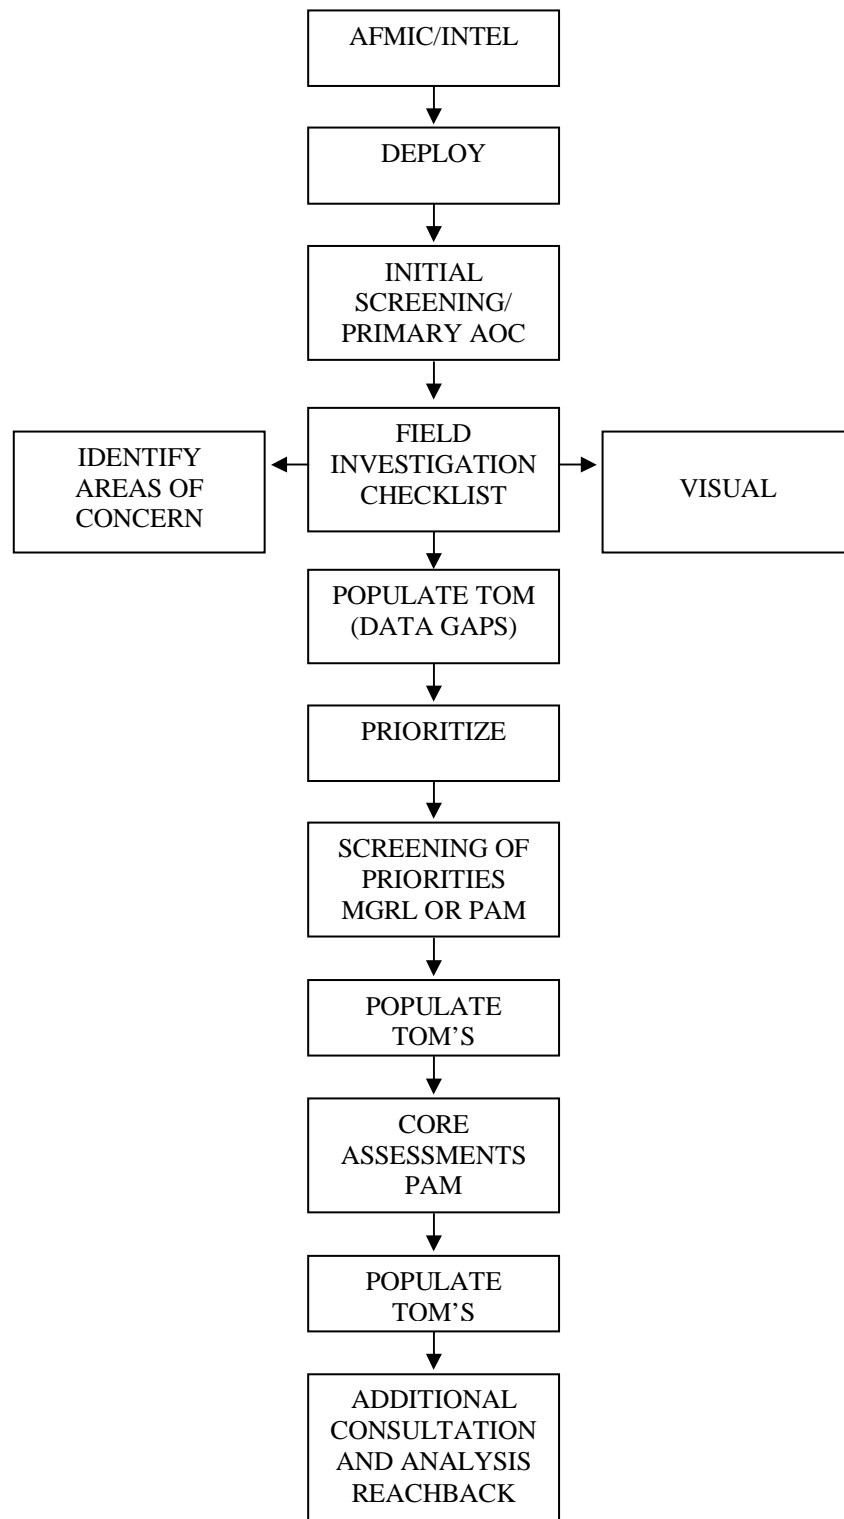 AFMIC/INTEL
DEPLOY
INITIAL
SCREENING/
PRIMARY AOC
IDENTIFY
AREAS OF
CONCERN
FIELD
INVESTIGATION
CHECKLIST
VISUAL
POPULATE TOM
(DATA GAPS)
PRIORITIZE
SCREENING OF
PRIORITIES
MGRL OR PAM
POPULATE
TOM’S
CORE
ASSESSMENTS
PAM
POPULATE
TOM’S
ADDITIONAL
CONSULTATION
AND ANALYSIS
REACHBACK